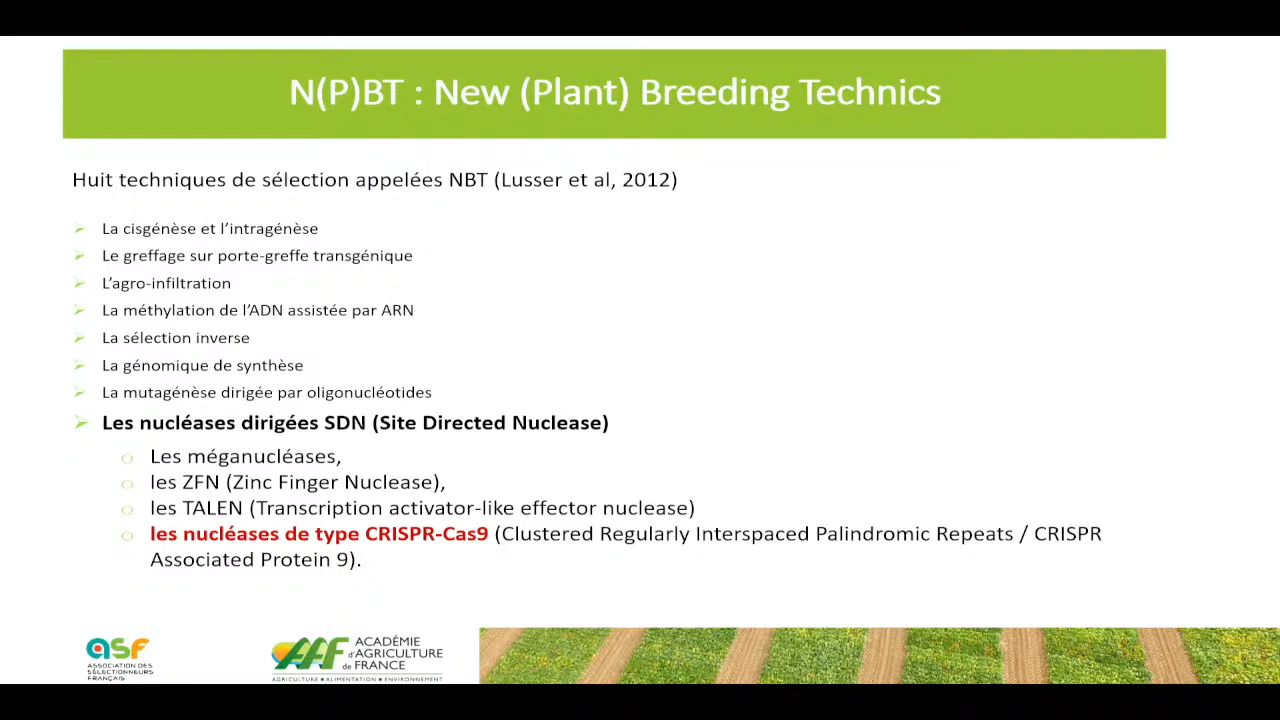 N(P)BT : New (Plant) Breeding Technics
Huit techniques de sélection appelées NBT (Lusser et al, 2012)
La cisgénèse et l’intragénèse
Le greffage sur porte-greffe transgénique
L’agro-infiltration
La méthylation de l’ADN assistée par ARN
La sélection inverse
La génomique de synthèse
La mutagénèse dirigée par oligonucléotides
Les nucléases dirigées SDN (Site Directed Nuclease)
Les méganucléases,
les ZFN (Zinc Finger Nuclease),
les TALEN (Transcription activator-like effector nuclease)
les nucléases de type CRISPR-Cas9 (Clustered Regularly Interspaced Palindromic Repeats / CRISPR
Associated Protein 9).
asf
ASSOCIATION DES
SÉLECTIONNEURS
FRANÇAIS
AAF
ACADÉMIE
d'AGRICULTURE
de FRANCE
AGRICULTURE • ALIMENTATION • ENVIRONNEMENT